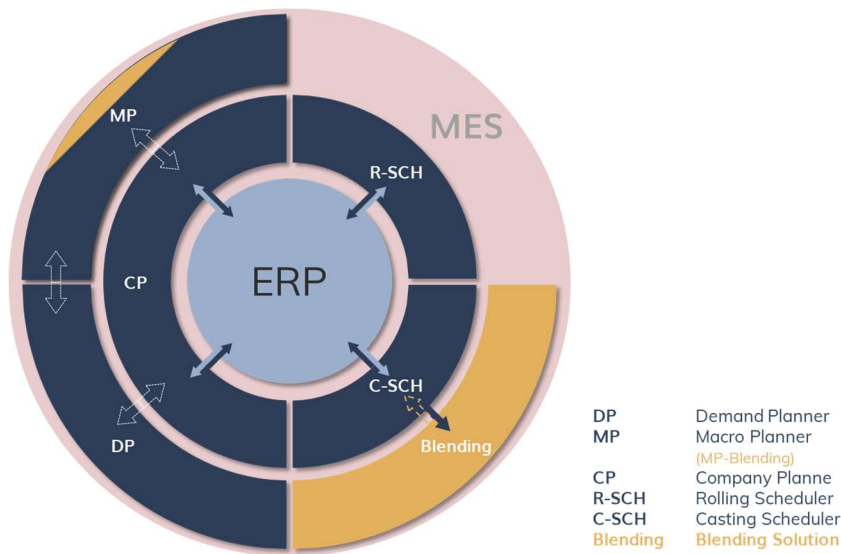 MP
MES
R-SCH
CP
ERP
C-SCH
DP
Blending
DP Demand Planner
MP Macro Planner
(MP-Blending)
CP Company Planne
R-SCH Rolling Scheduler
C-SCH Casting Scheduler
Blending Blending Solution